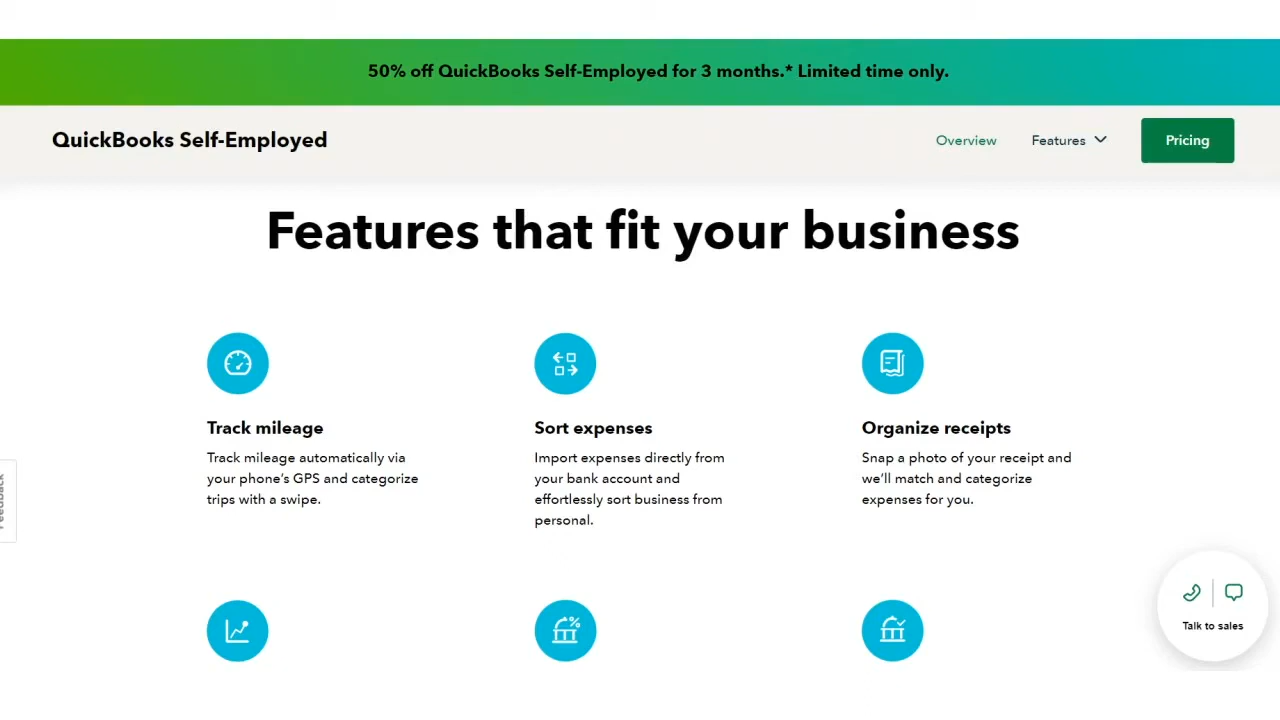 50% off QuickBooks Self-Employed for 3 months.* Limited time only.
QuickBooks Self-Employed
Overview
Features
Pricing
Features that fit your business
Track mileage
Track mileage automatically via
your phone’s GPS and categorize
trips with a swipe.
Sort expenses
Import expenses directly from
your bank account and
effortlessly sort business from
personal.
Organize receipts
Snap a photo of your receipt and
we’ll match and categorize
expenses for you.
Feedback
Talk to sales